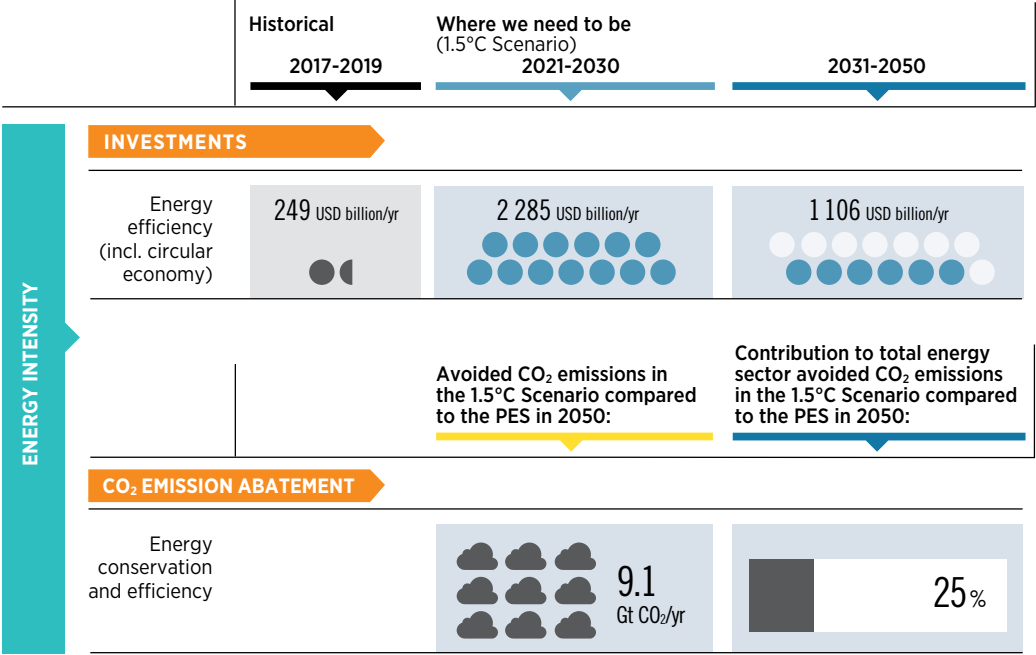 Historical
Where we need to be
(1.5°C Scenario)
2017-2019
2021-2030
2031-2050
INVESTMENTS
Energy
efficiency
(incl. circular
economy)
249 USD billion/yr
2 285 USD billion/yr
1 106 USD billion/yr
ENERGY INTENSITY
Avoided CO₂ emissions in
the 1.5°C Scenario compared
to the PES in 2050:
Contribution to total energy
sector avoided CO₂ emissions
in the 1.5°C Scenario compared
to the PES in 2050:
CO₂ EMISSION ABATEMENT
Energy
conservation
and efficiency
9.1
Gt CO₂/yr
25 %